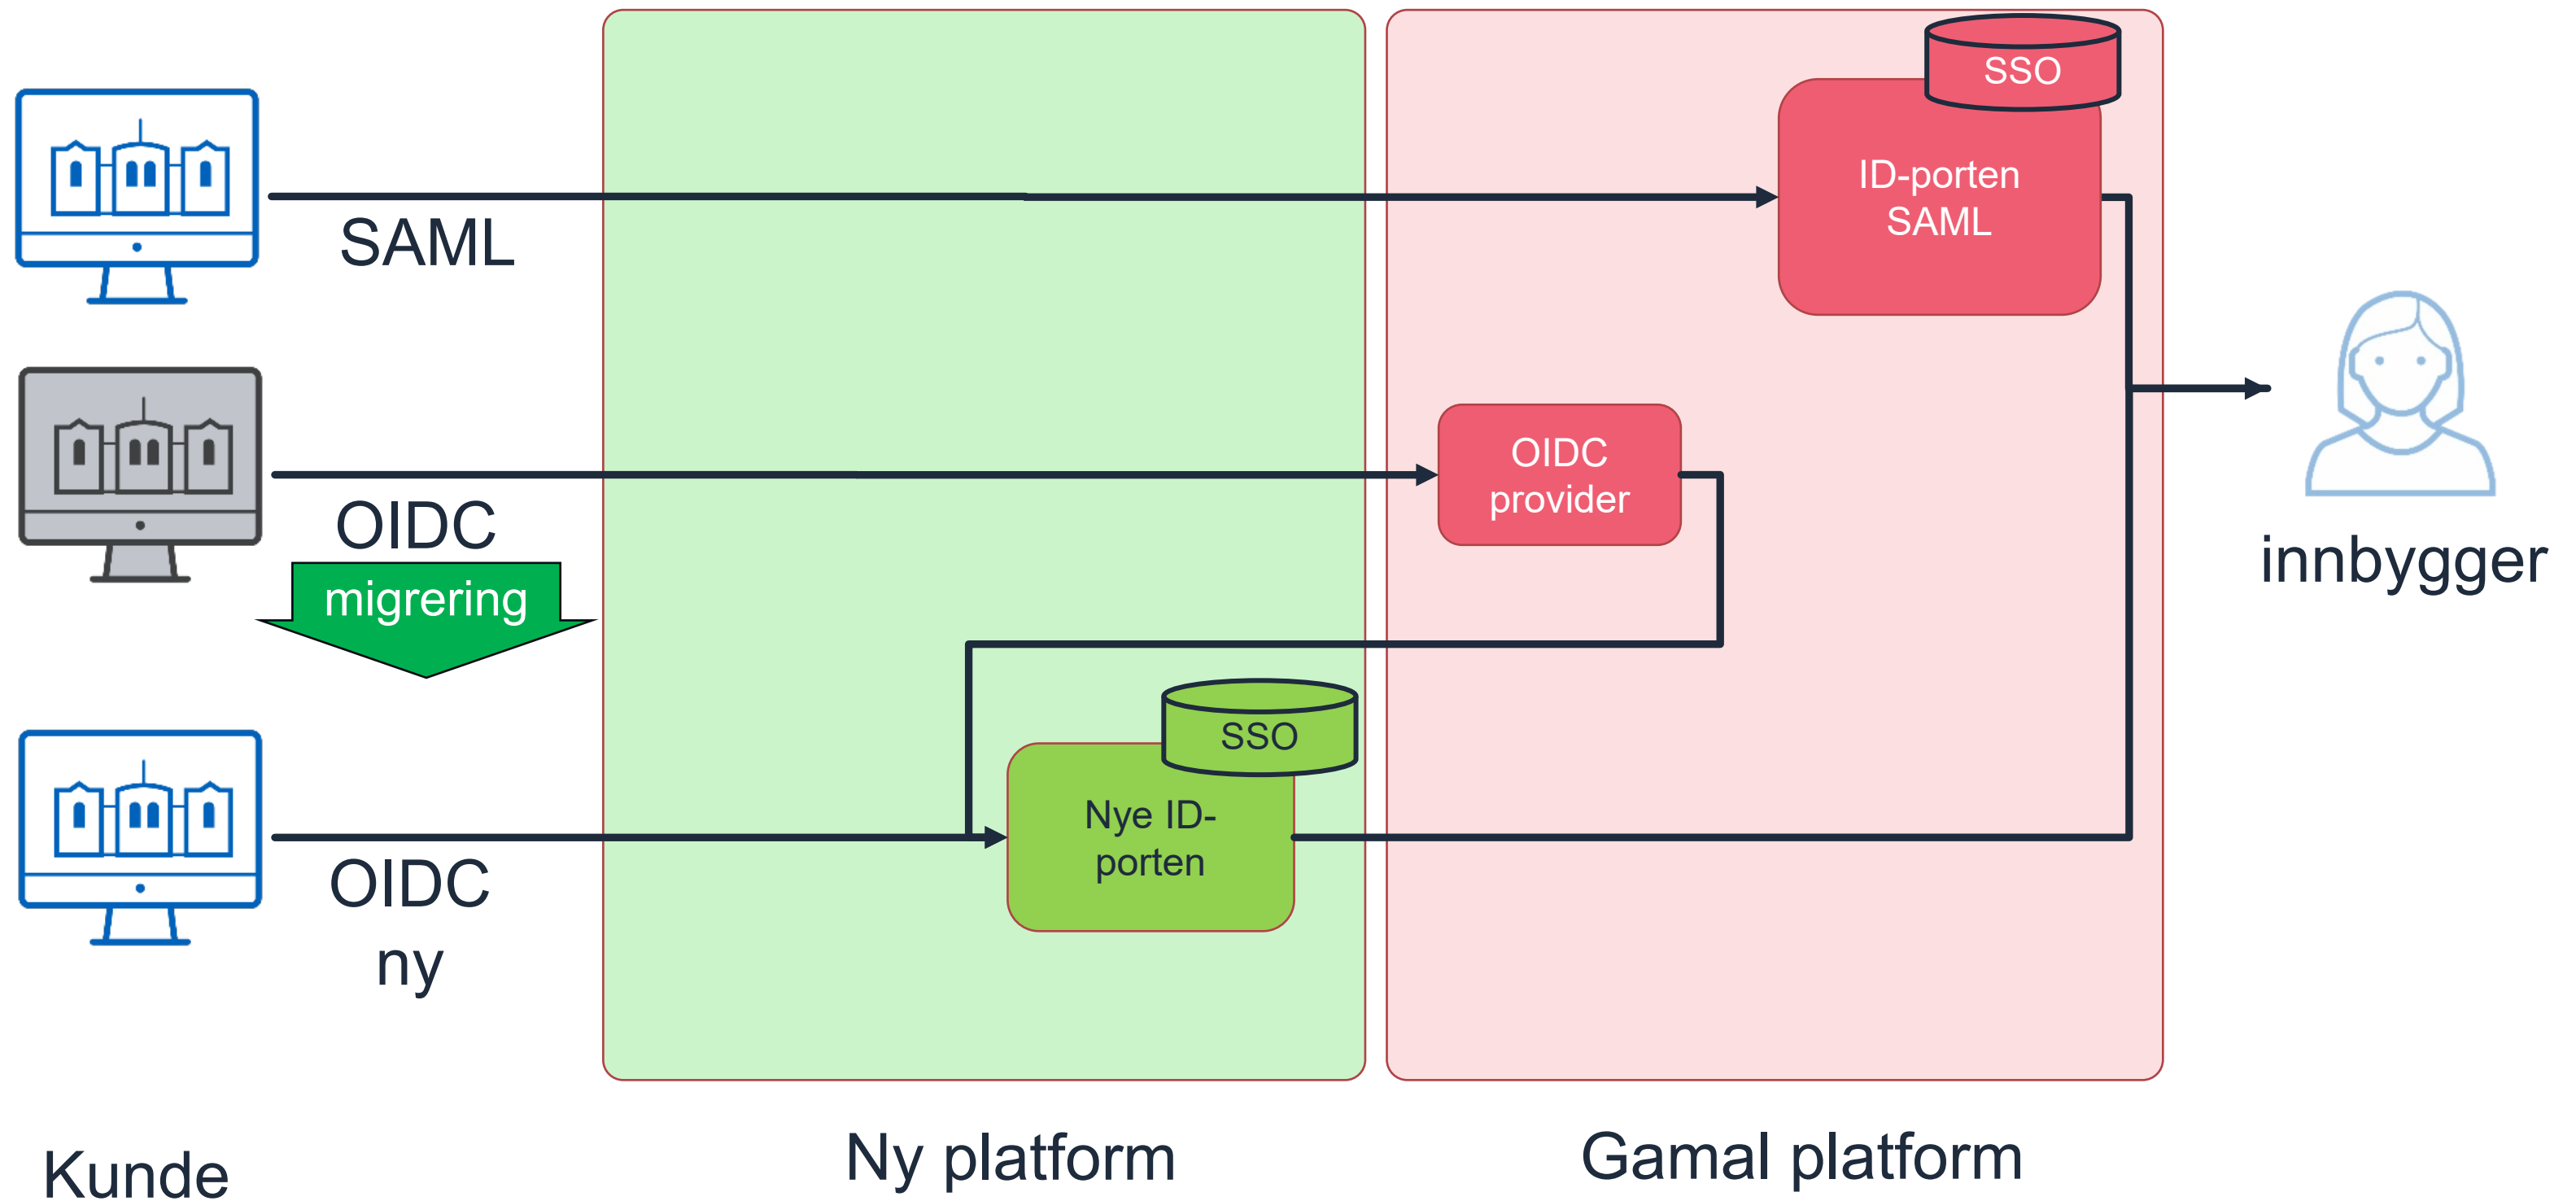 SSO
ID-porten
SAML
SAML
OIDC
provider
OIDC
migrering
innbygger
SSO
Nye ID-
porten
OIDC
ny
Kunde
Ny platform
Gamal platform